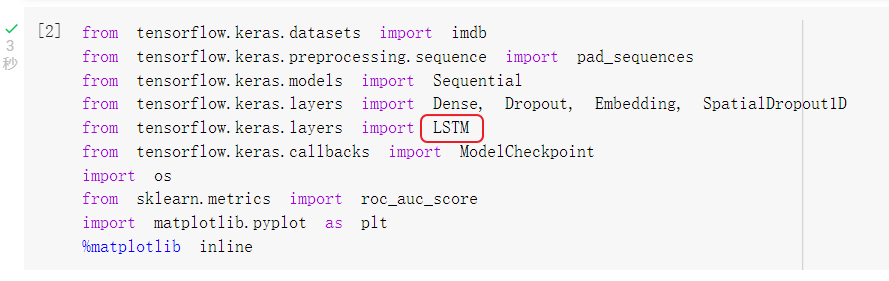 [2] from tensorflow.keras.datasets import imdb
3 from tensorflow.keras.preprocessing.sequence import pad_sequences
秒 from tensorflow.keras.models import Sequential
from tensorflow.keras.layers import Dense, Dropout, Embedding, SpatialDropout1D
from tensorflow.keras.layers import LSTM
from tensorflow.keras.callbacks import ModelCheckpoint
import os
from sklearn.metrics import roc_auc_score
import matplotlib.pyplot as plt
%matplotlib inline